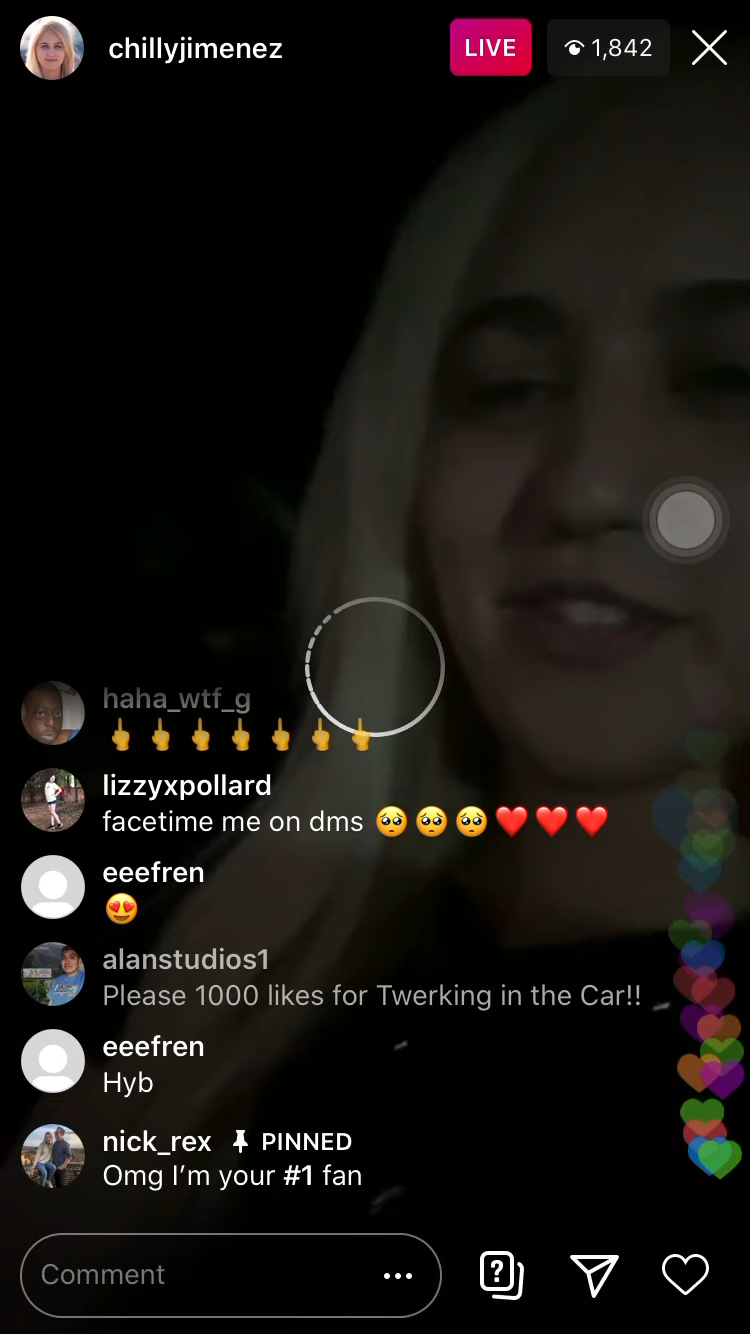 chillyjimenez
LIVE
1,842
haha_wtf_g
🖕🖕🖕🖕🖕🖕🖕
lizzyxpollard
facetime me on dms 🥺🥺🥺❤️❤️❤️
eeefren
😍
alanstudios1
Please 1000 likes for Twerking in the Car!!
eeefren
Hyb
nick_rex PINNED
Omg I’m your #1 fan
Comment